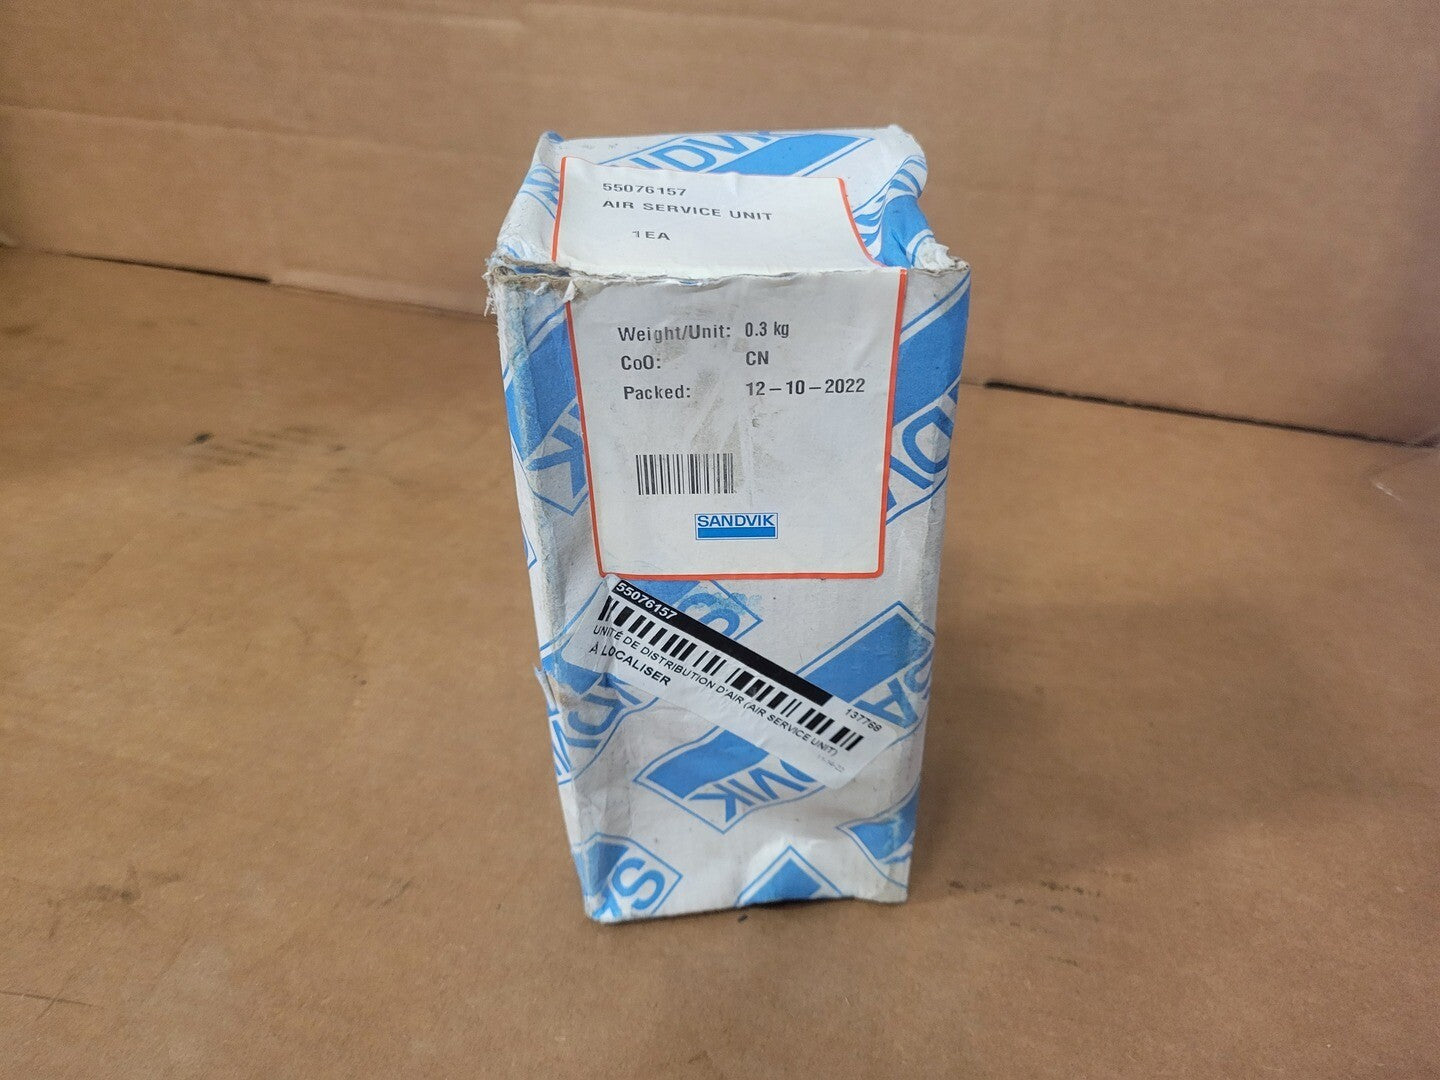 55076157
AIR SERVICE UNIT
1EA
Weight/Unit: 0.3 kg
CoO: CN
Packed: 12-10-2022
SANDVIK
55076157
137768
UNITÉ DE DISTRIBUTION D'AIR (AIR SERVICE UNIT)
À LOCALISER